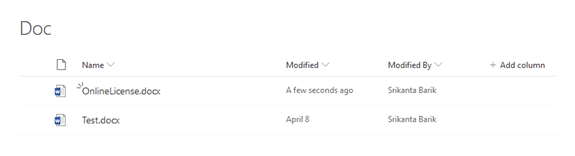 Doc
Name Modified Modified By + Add column
OnlineLicense.docx A few seconds ago Srikanta Barik
Test.docx April 8 Srikanta Barik